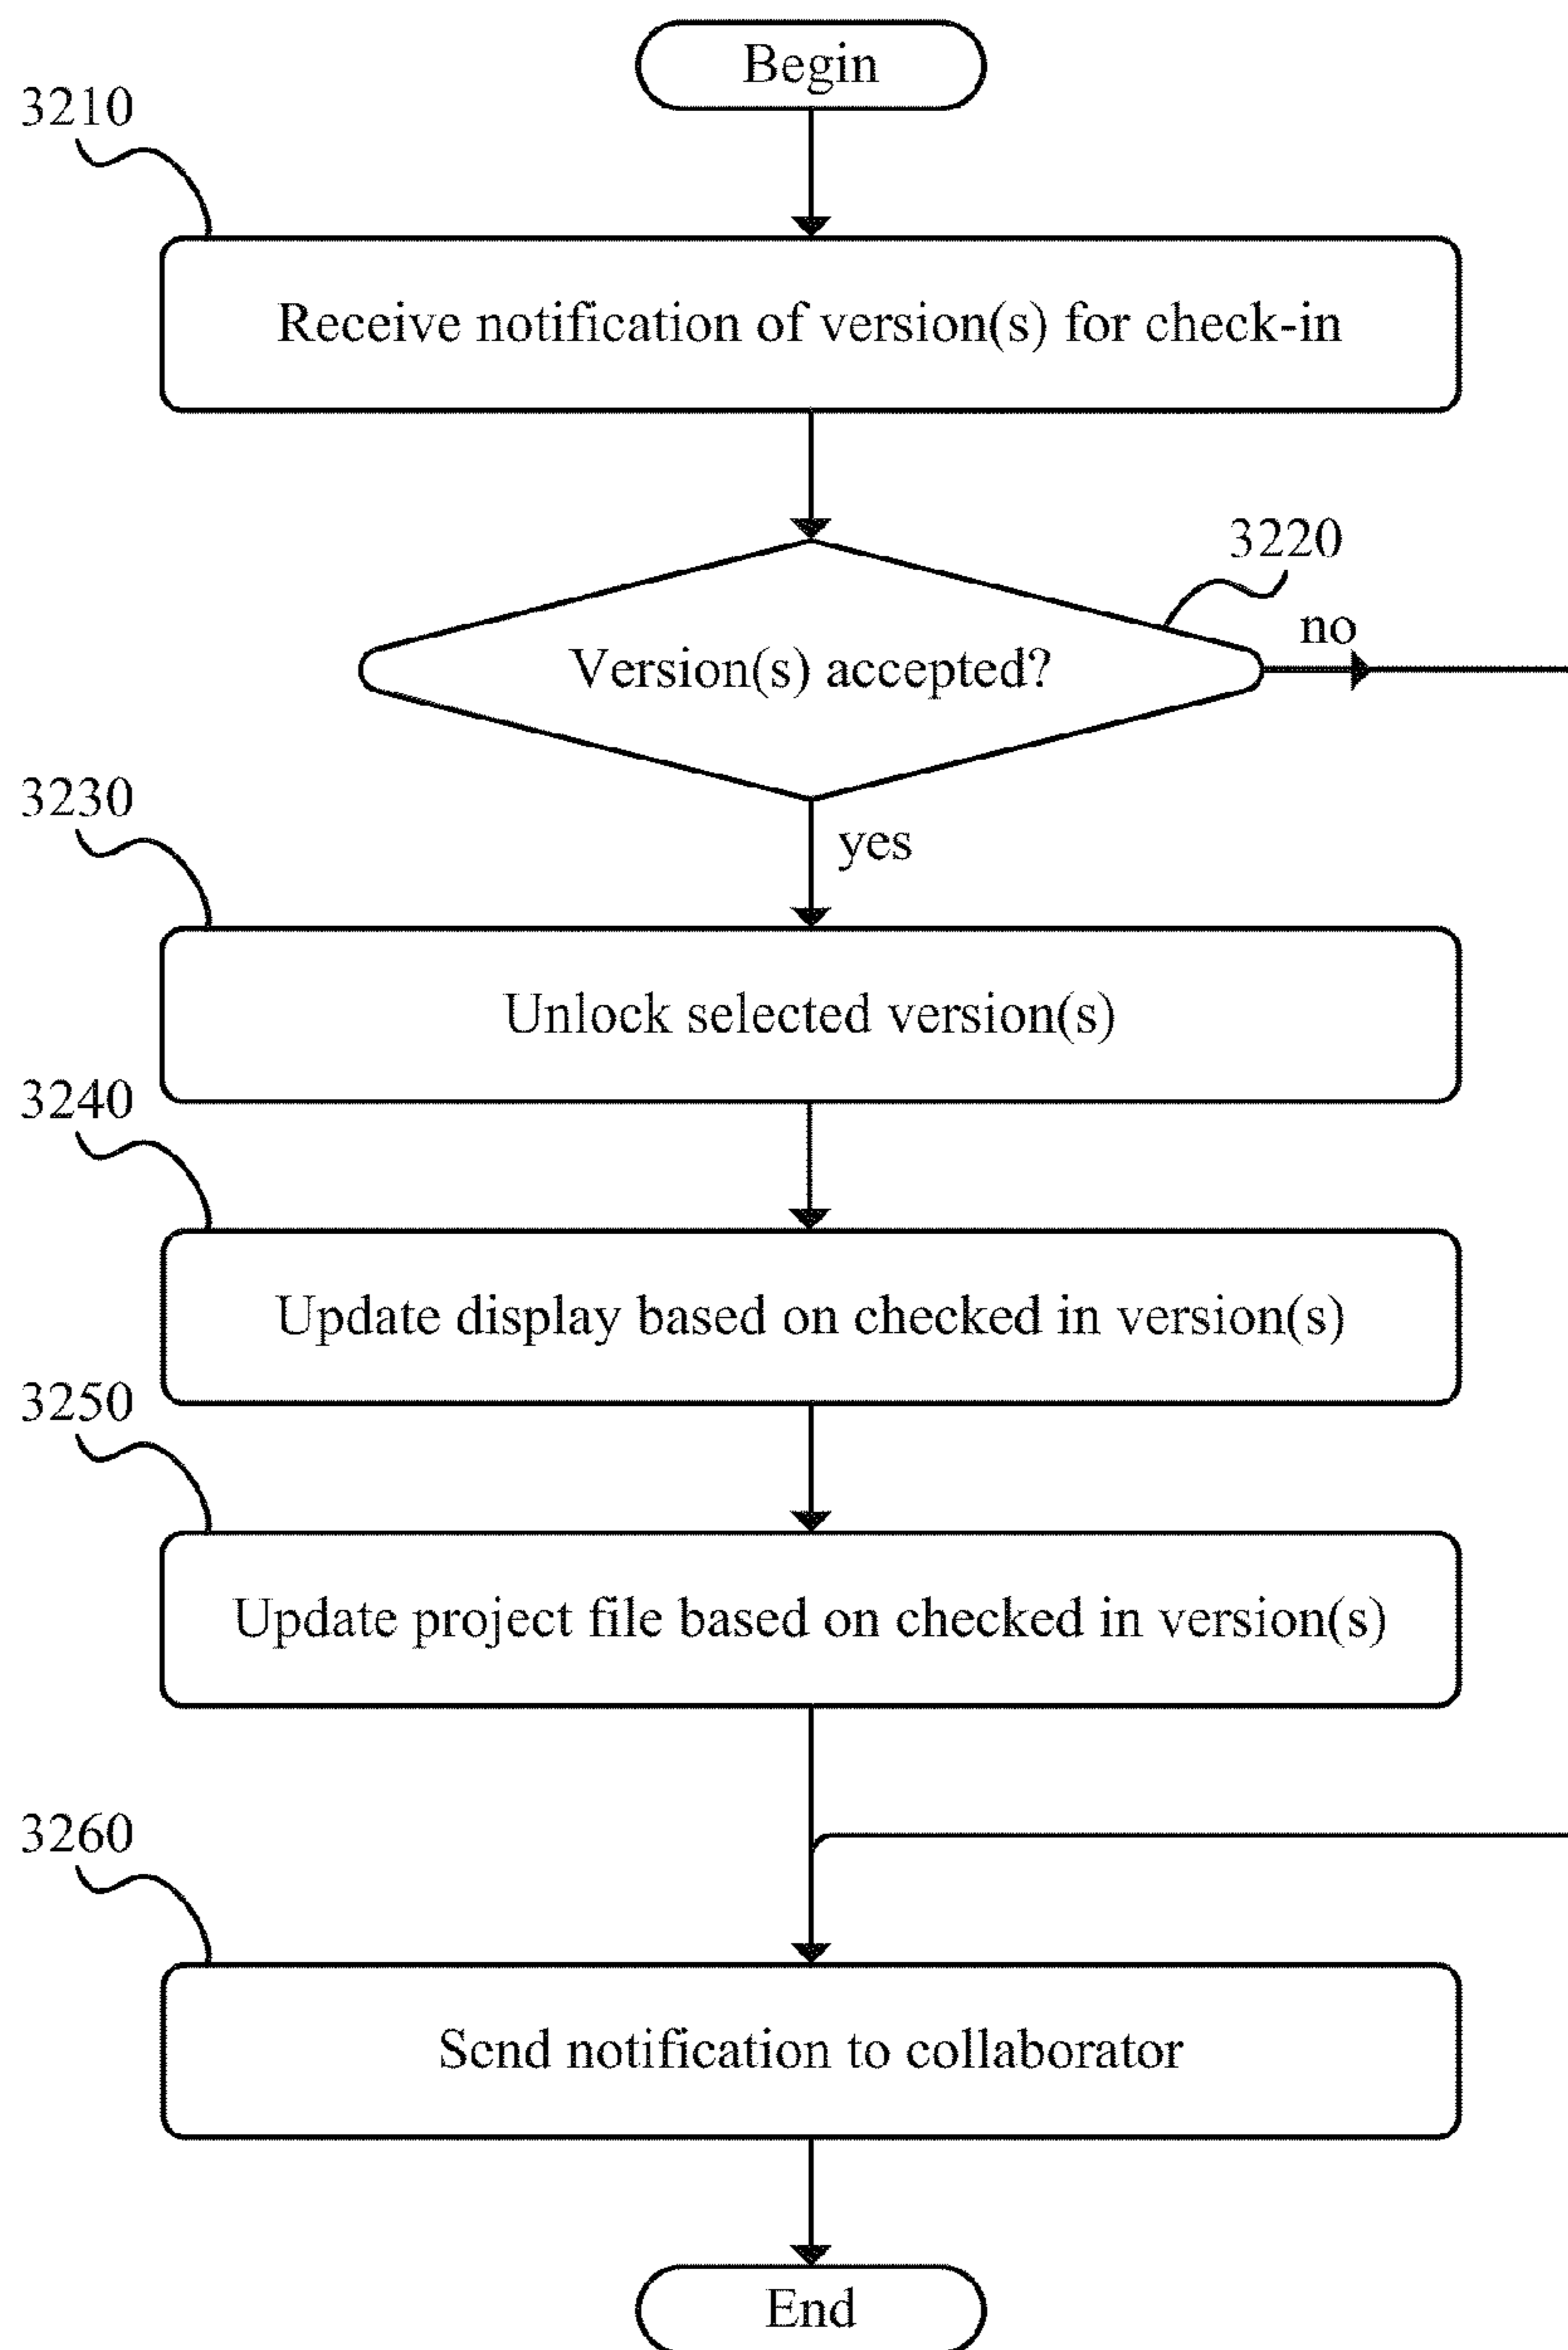 Begin
3210
Receive notification of version(s) for check-in
3220
Version(s) accepted?
no
yes
3230
Unlock selected version(s)
3240
Update display based on checked in version(s)
3250
Update project file based on checked in version(s)
3260
Send notification to collaborator
End